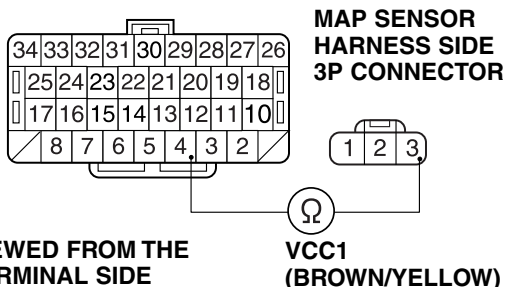 MAP SENSOR
HARNESS SIDE
3P CONNECTOR
34 33 32 31 30 29 28 27 26
25 24 23 22 21 20 19 18
17 16 15 14 13 12 11 10
8 7 6 5 4 3 2
1 2 3
Ω
EWED FROM THE
RMINAL SIDE
VCC1
(BROWN/YELLOW)